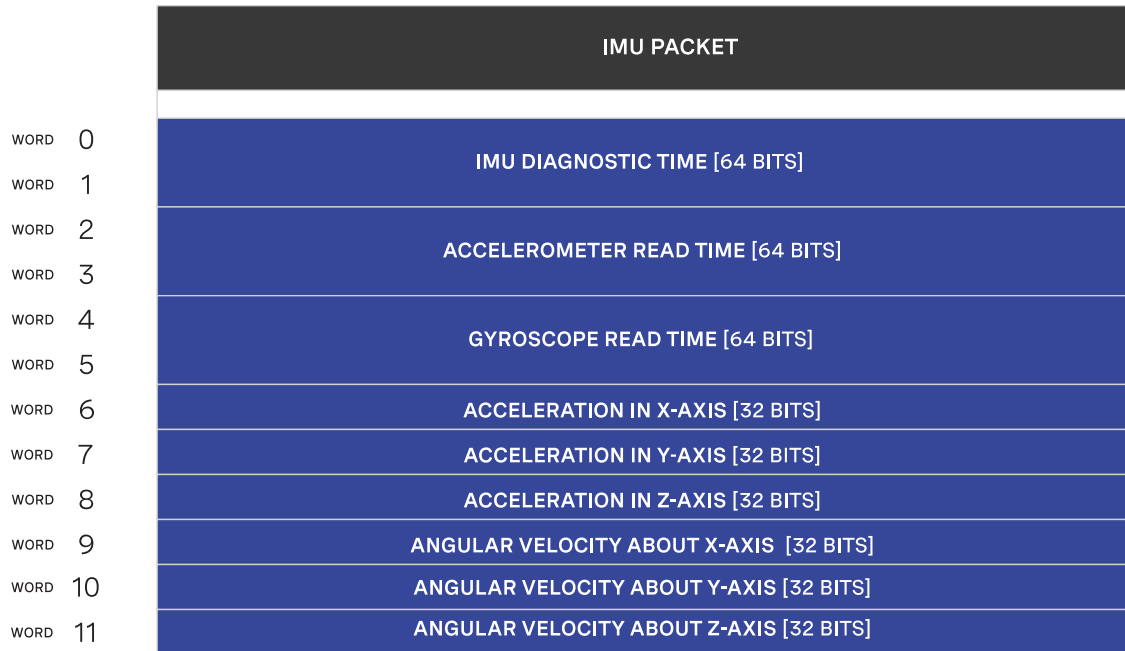 IMU PACKET
WORD 0
IMU DIAGNOSTIC TIME [64 BITS]
WORD 1
WORD 2
ACCELEROMETER READ TIME [64 BITS]
WORD 3
WORD 4
GYROSCOPE READ TIME [64 BITS]
WORD 5
WORD 6 ACCELERATION IN X-AXIS [32 BITS]
WORD 7 ACCELERATION IN Y-AXIS [32 BITS]
WORD 8 ACCELERATION IN Z-AXIS [32 BITS]
WORD 9 ANGULAR VELOCITY ABOUT X-AXIS [32 BITS]
WORD 10 ANGULAR VELOCITY ABOUT Y-AXIS [32 BITS]
WORD 11 ANGULAR VELOCITY ABOUT Z-AXIS [32 BITS]